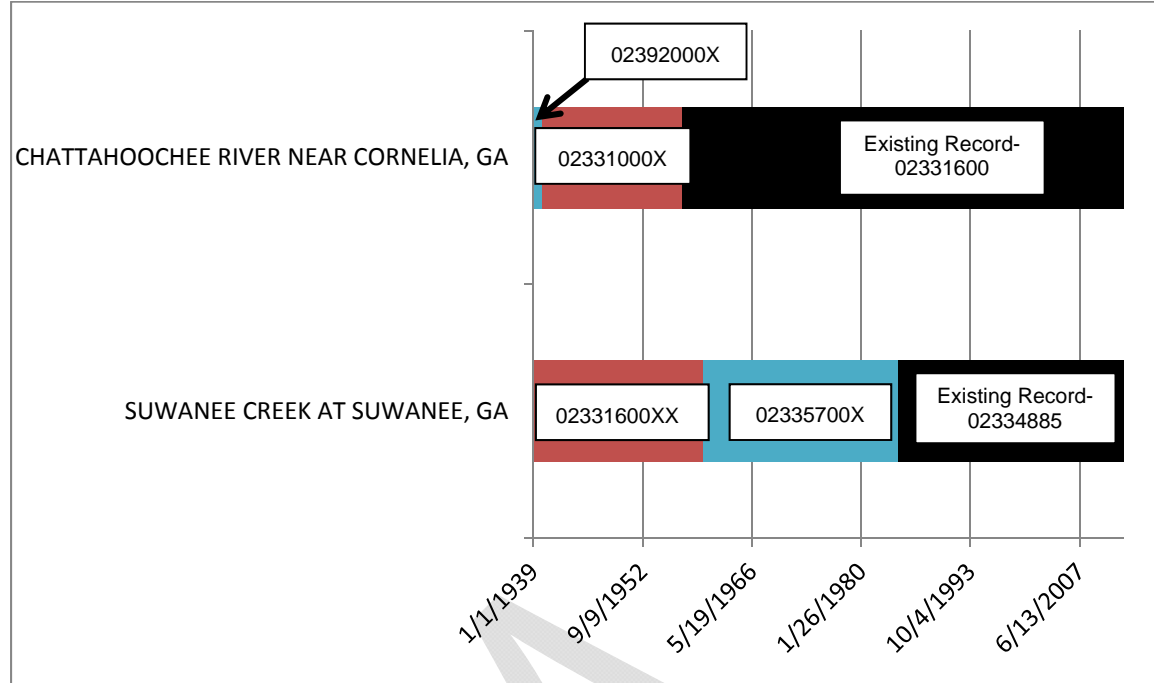 02392000X
CHATTAHOOCHEE RIVER NEAR CORNELIA, GA
02331000X
Existing Record-
02331600
SUWANEE CREEK AT SUWANEE, GA
02331600XX
02335700X
Existing Record-
02334885
1/1/1939
9/9/1952
5/19/1966
1/26/1980
10/4/1993
6/13/2007